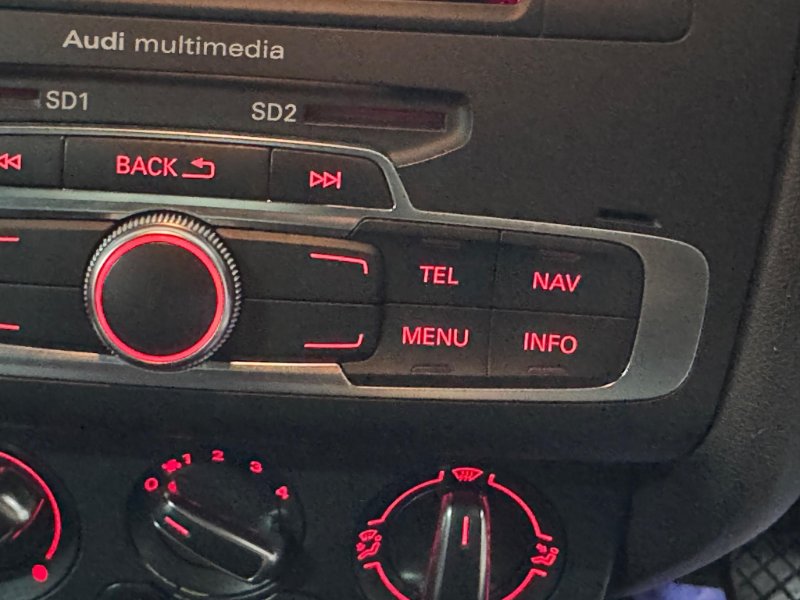 Audi multimedia
SD1
SD2
BACK
TEL
NAV
MENU
INFO
0 1 2 3 4